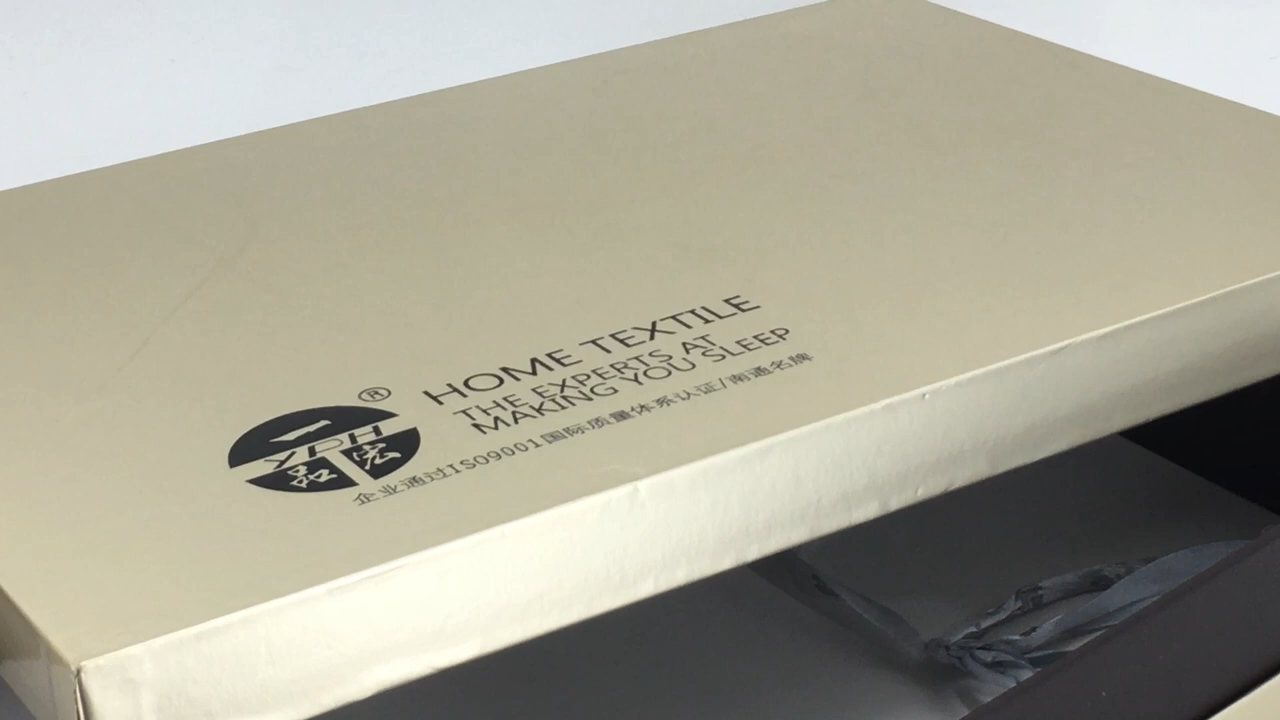 ®
一
YPH
品宏
HOME TEXTILE
THE EXPERTS AT
MAKING YOU SLEEP
企业通过ISO9001国际质量体系认证/南通名牌